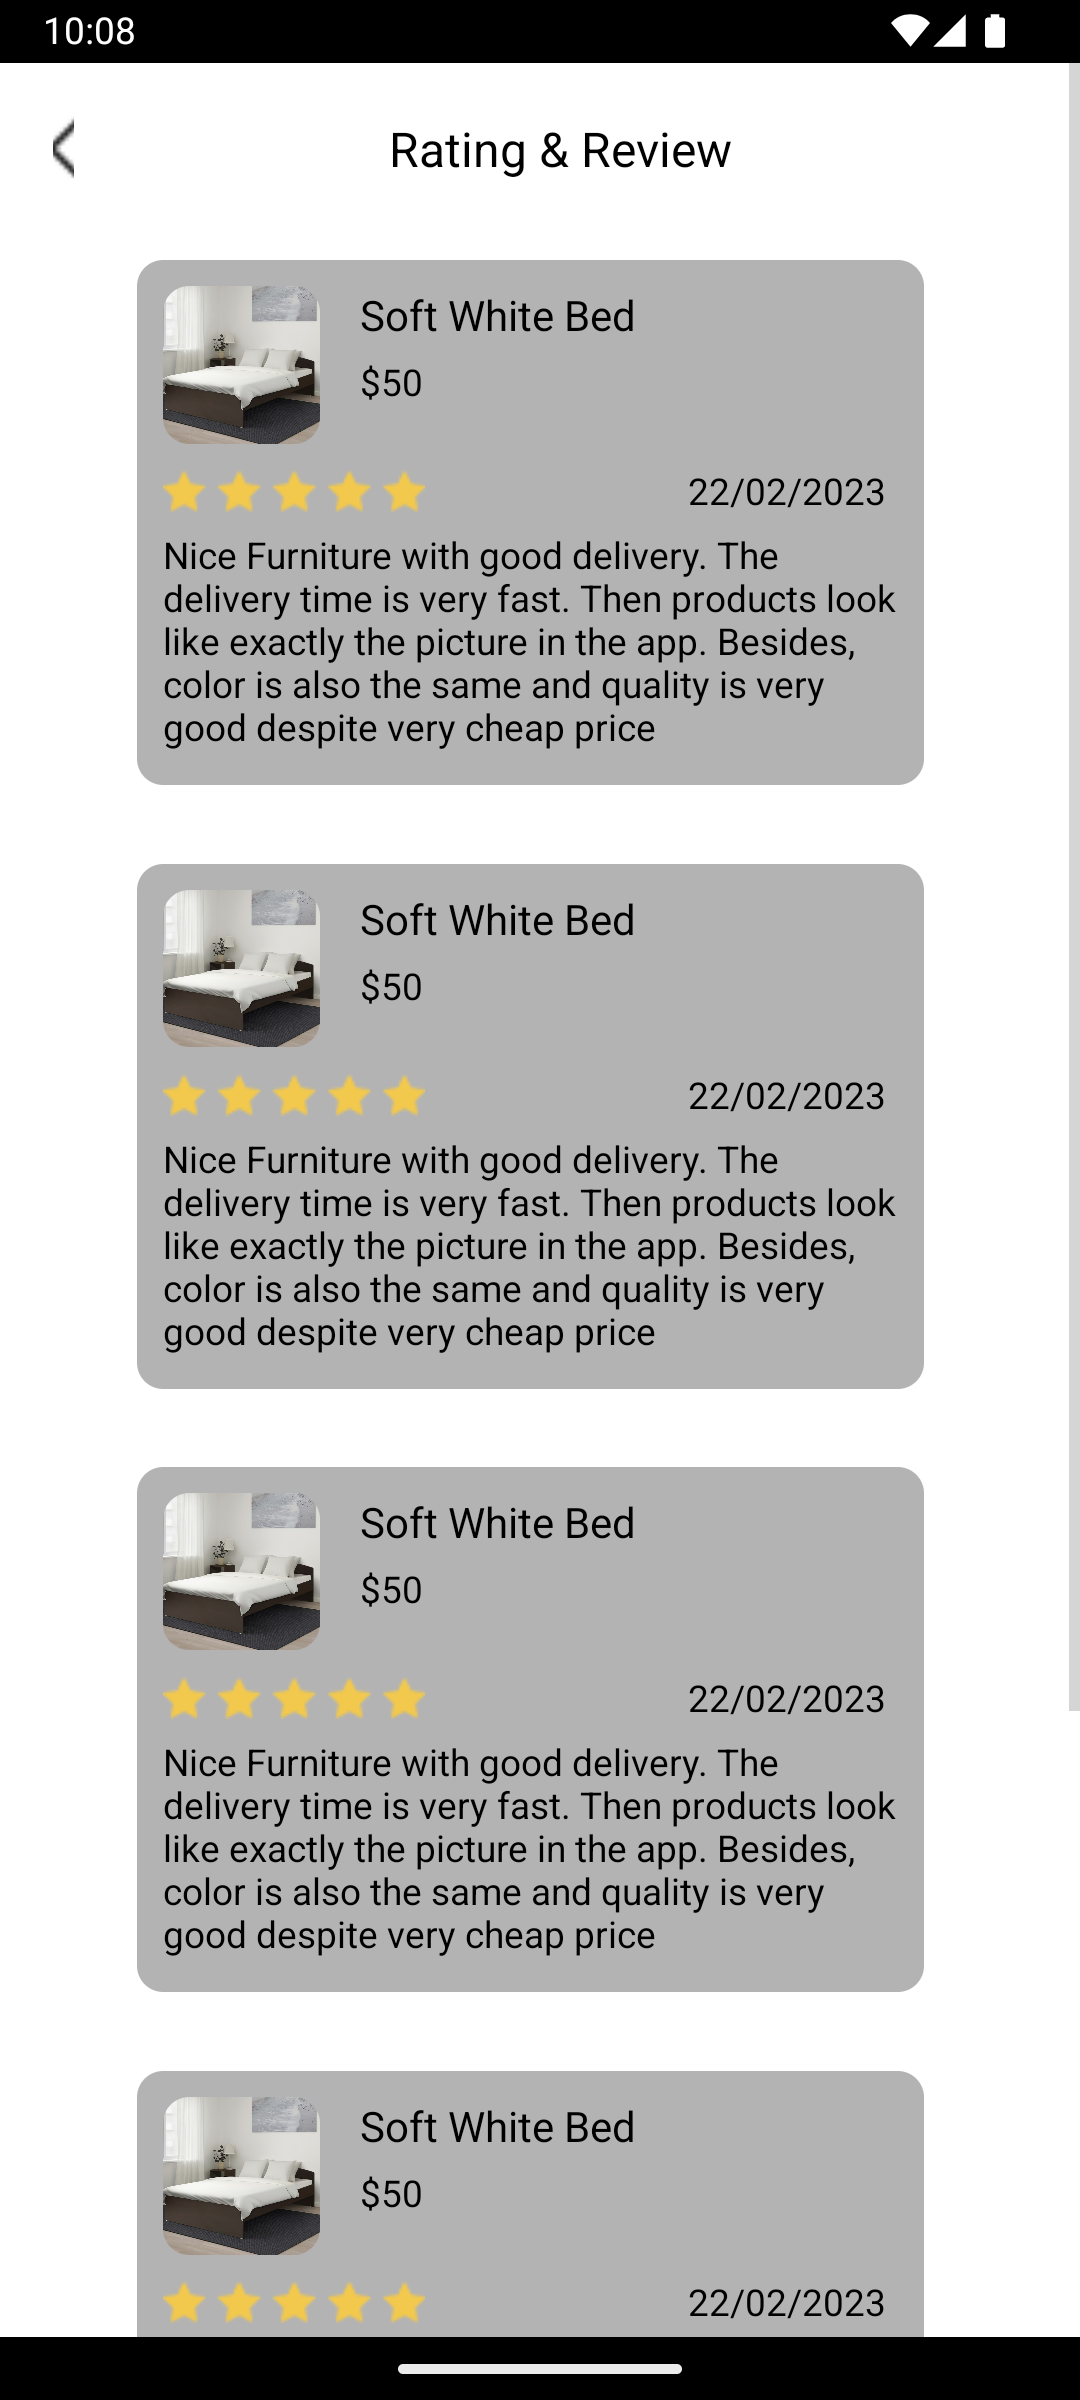 10:08
Rating & Review
Soft White Bed
$50
22/02/2023
Nice Furniture with good delivery. The
delivery time is very fast. Then products look
like exactly the picture in the app. Besides,
color is also the same and quality is very
good despite very cheap price
Soft White Bed
$50
22/02/2023
Nice Furniture with good delivery. The
delivery time is very fast. Then products look
like exactly the picture in the app. Besides,
color is also the same and quality is very
good despite very cheap price
Soft White Bed
$50
22/02/2023
Nice Furniture with good delivery. The
delivery time is very fast. Then products look
like exactly the picture in the app. Besides,
color is also the same and quality is very
good despite very cheap price
Soft White Bed
$50
22/02/2023